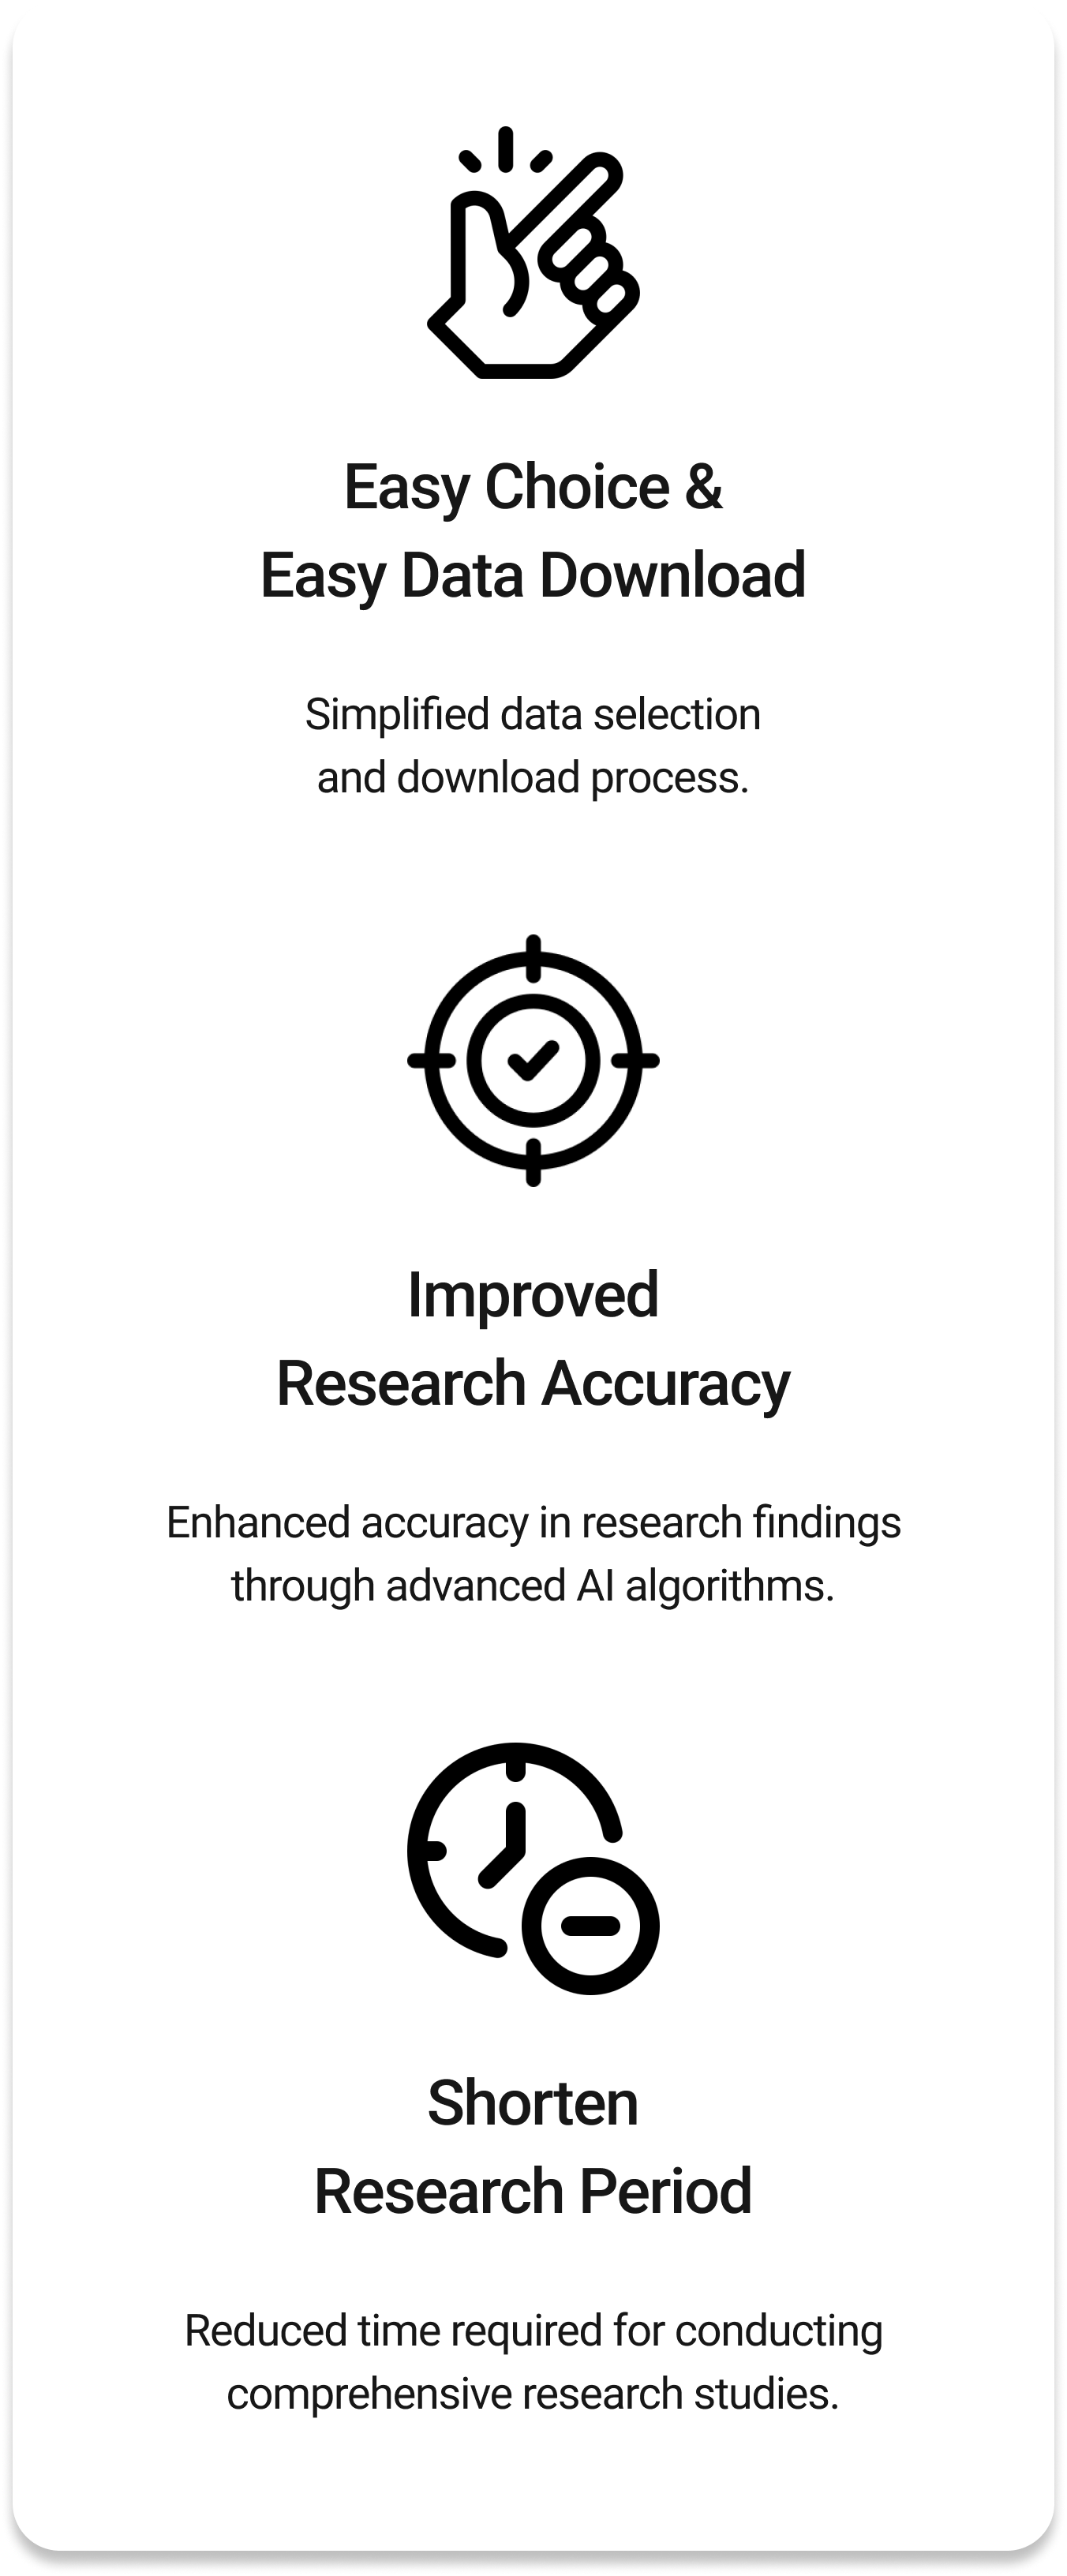 Easy Choice &
Easy Data Download
Simplified data selection
and download process.
Improved
Research Accuracy
Enhanced accuracy in research findings
through advanced AI algorithms.
Shorten
Research Period
Reduced time required for conducting
comprehensive research studies.